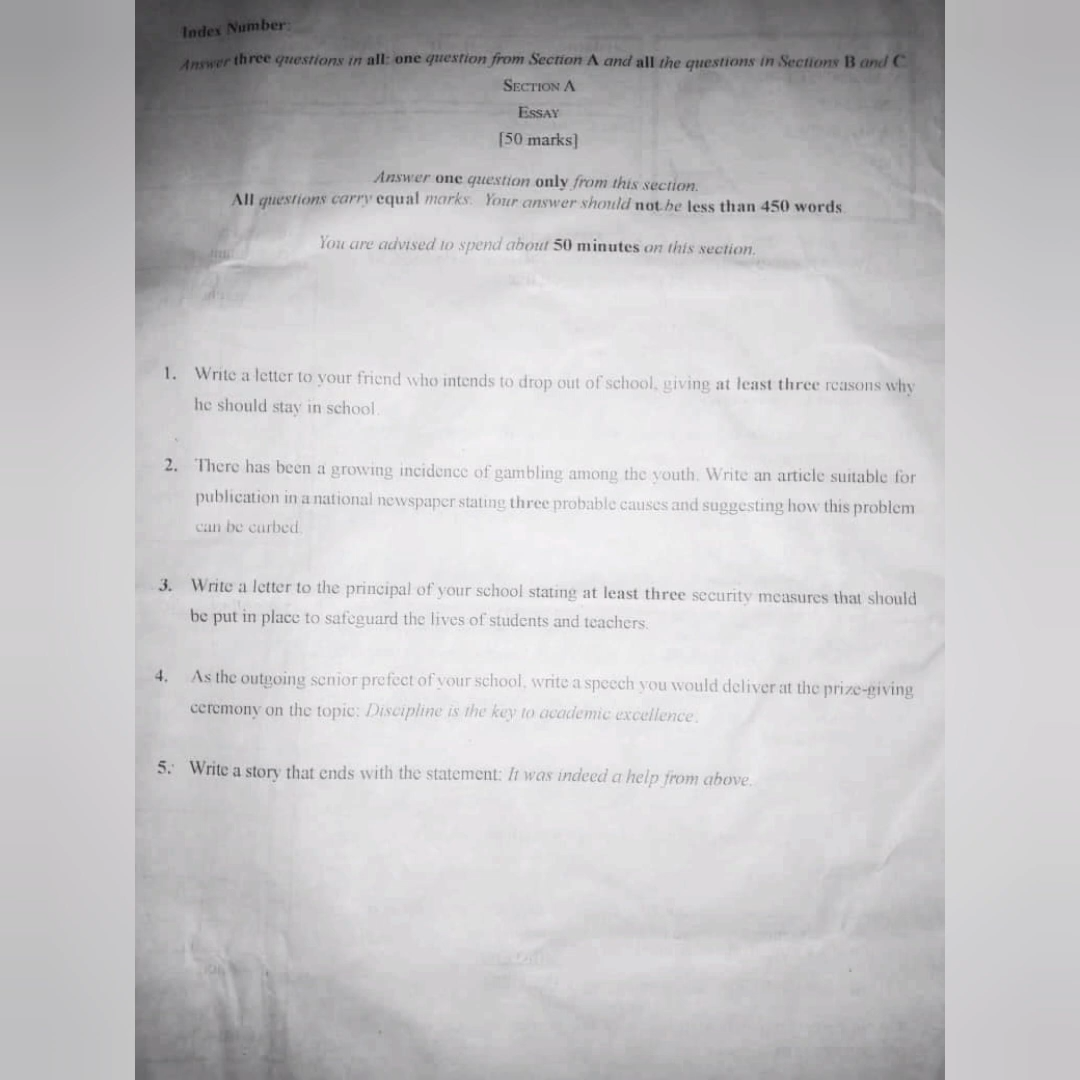 Index Number:
Answer three questions in all: one question from Section A and all the questions in Sections B and C
SECTION A
ESSAY
[50 marks]
Answer one question only from this section.
All questions carry equal marks. Your answer should not be less than 450 words.
You are advised to spend about 50 minutes on this section.
1. Write a letter to your friend who intends to drop out of school, giving at least three reasons why
he should stay in school.
2. There has been a growing incidence of gambling among the youth. Write an article suitable for
publication in a national newspaper stating three probable causes and suggesting how this problem
can be curbed.
3. Write a letter to the principal of your school stating at least three security measures that should
be put in place to safeguard the lives of students and teachers.
4. As the outgoing senior prefect of your school, write a speech you would deliver at the prize-giving
ceremony on the topic: Discipline is the key to academic excellence.
5. Write a story that ends with the statement: It was indeed a help from above.